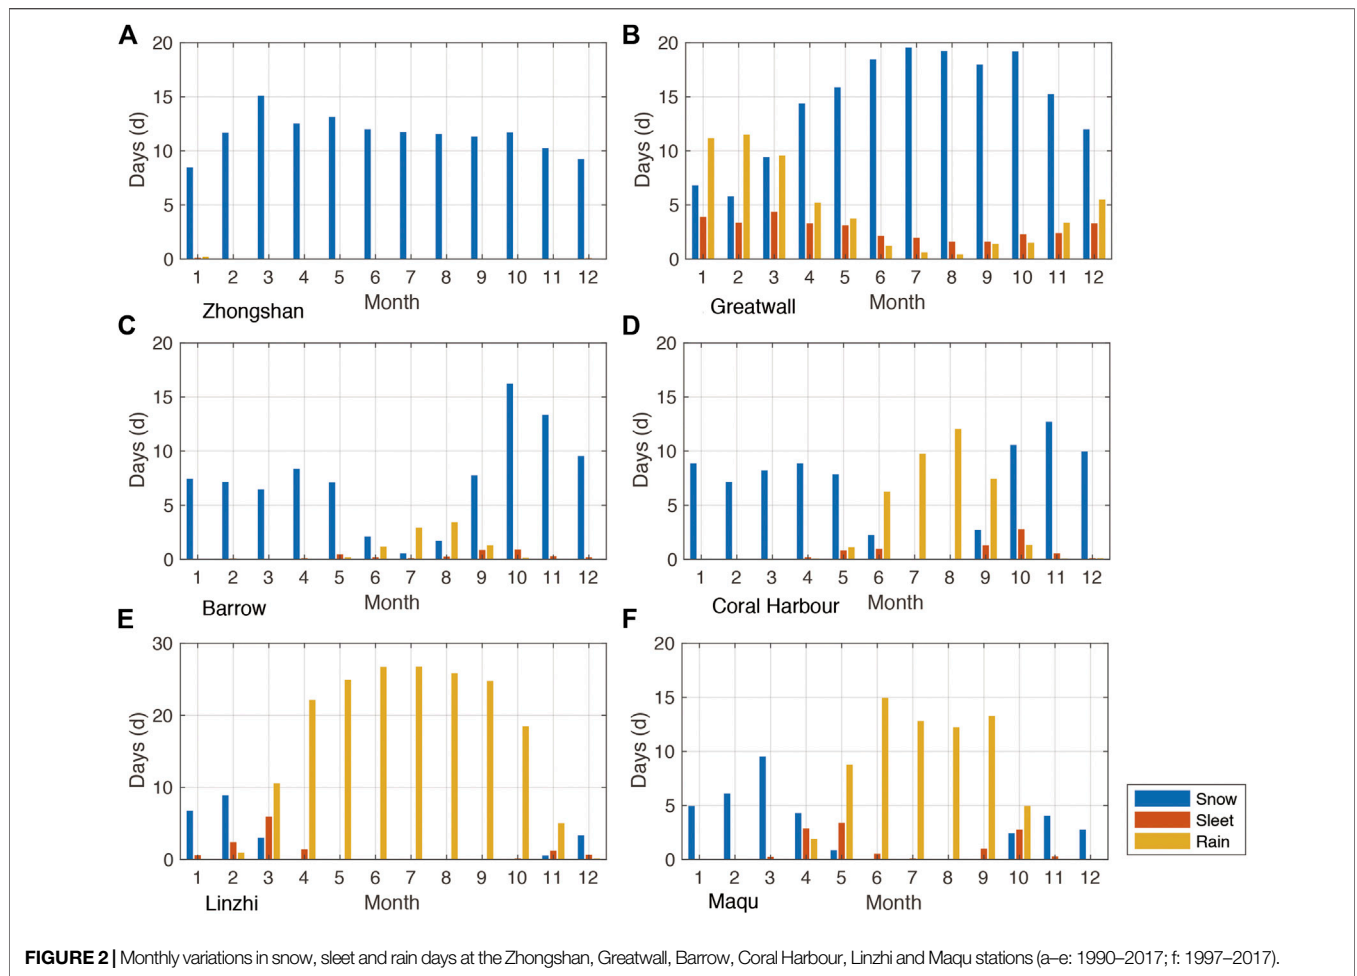 A
20
15
10
5
0
Days (d)
1 2 3 4 5 6 7 8 9 10 11 12
Month
Zhongshan
B
20
15
10
5
0
Days (d)
1 2 3 4 5 6 7 8 9 10 11 12
Month
Greatwall
C
20
15
10
5
0
Days (d)
1 2 3 4 5 6 7 8 9 10 11 12
Month
Barrow
D
20
15
10
5
0
Days (d)
1 2 3 4 5 6 7 8 9 10 11 12
Coral Harbour Month
E
30
20
10
0
Days (d)
1 2 3 4 5 6 7 8 9 10 11 12
Linzhi Month
F
20
15
10
5
0
Days (d)
1 2 3 4 5 6 7 8 9 10 11 12
Maqu Month
Snow
Sleet
Rain
FIGURE 2 | Monthly variations in snow, sleet and rain days at the Zhongshan, Greatwall, Barrow, Coral Harbour, Linzhi and Maqu stations (a–e: 1990–2017; f: 1997–2017).